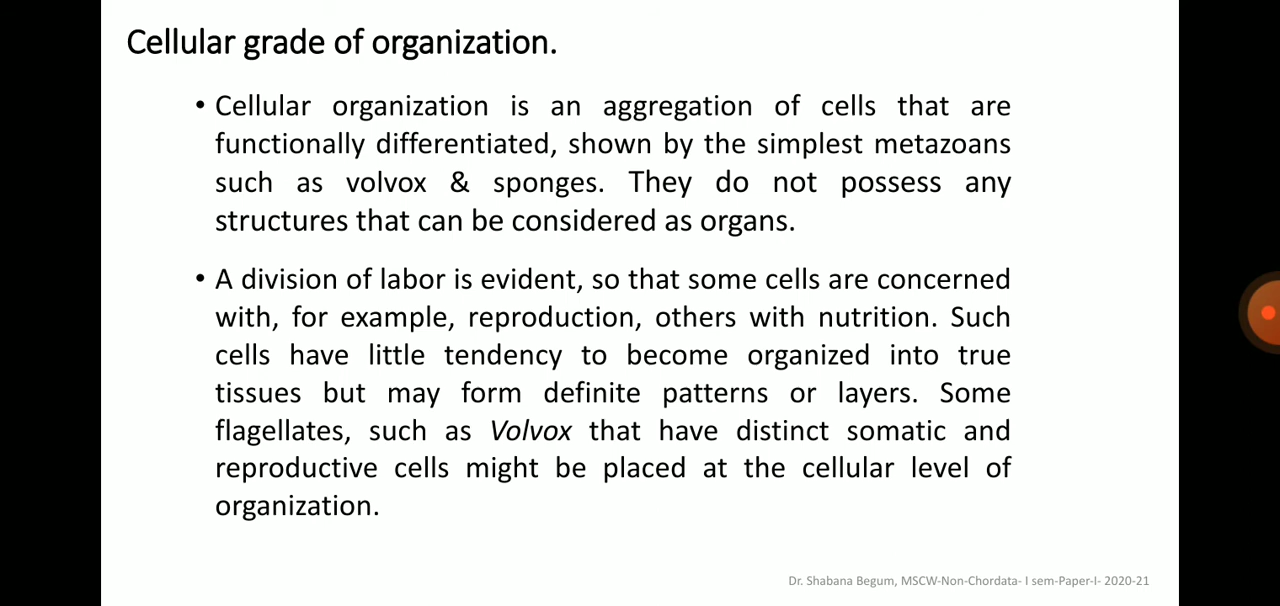 Cellular grade of organization.
• Cellular organization is an aggregation of cells that are
functionally differentiated, shown by the simplest metazoans
such as volvox & sponges. They do not possess any
structures that can be considered as organs.
• A division of labor is evident, so that some cells are concerned
with, for example, reproduction, others with nutrition. Such
cells have little tendency to become organized into true
tissues but may form definite patterns or layers. Some
flagellates, such as Volvox that have distinct somatic and
reproductive cells might be placed at the cellular level of
organization.
Dr. Shabana Begum, MSCW-Non-Chordata- I sem-Paper-I- 2020-21